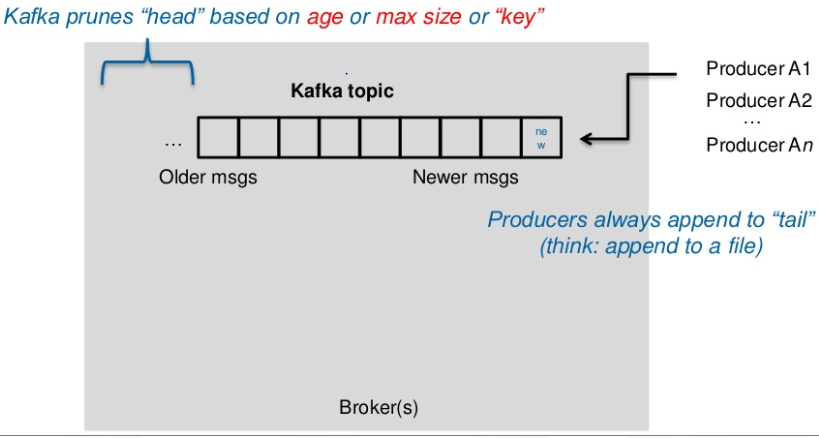 Kafka prunes “head” based on age or max size or “key”
Kafka topic
Producer A1
Producer A2
...
Producer An
...
ne
w
Older msgs
Newer msgs
Producers always append to “tail”
(think: append to a file)
Broker(s)